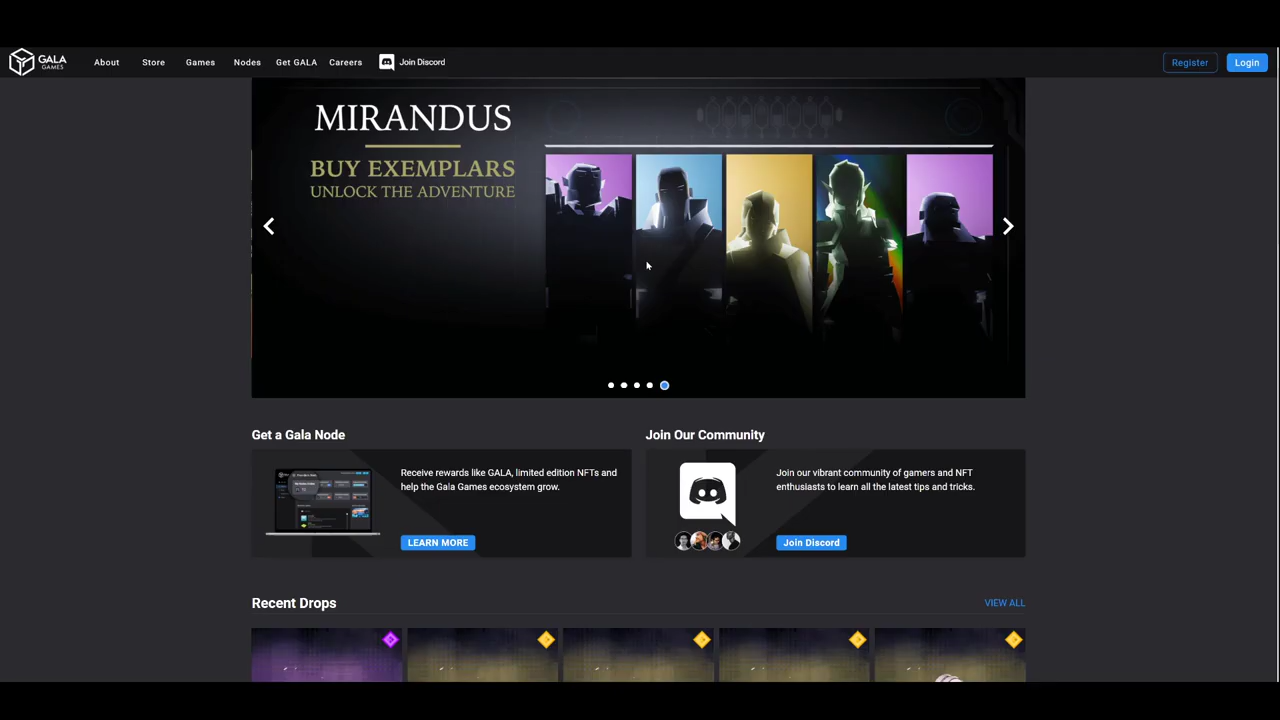 GALA
GAMES
About
Store
Games
Nodes
Get GALA
Careers
Join Discord
Register
Login
MIRANDUS
BUY EXEMPLARS
UNLOCK THE ADVENTURE
Get a Gala Node
Join Our Community
Receive rewards like GALA, limited edition NFTs and
help the Gala Games ecosystem grow.
LEARN MORE
Join our vibrant community of gamers and NFT
enthusiasts to learn all the latest tips and tricks.
Join Discord
Recent Drops
VIEW ALL